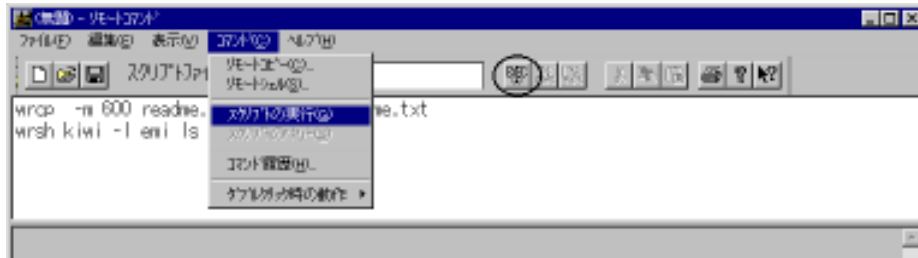 (無題) - リモートコマンド
ファイル(F) 編集(E) 表示(V) コマンド(C) ヘルプ(H)
スクリプトファイ
リモートコピー(C)...
リモートシェル(S)...
wrcp -m 600 readme. me.txt
スクリプトの実行(G)
wrsh kiwi -l emi ls
コマンド履歴(H)...
ダブルクリック時の動作